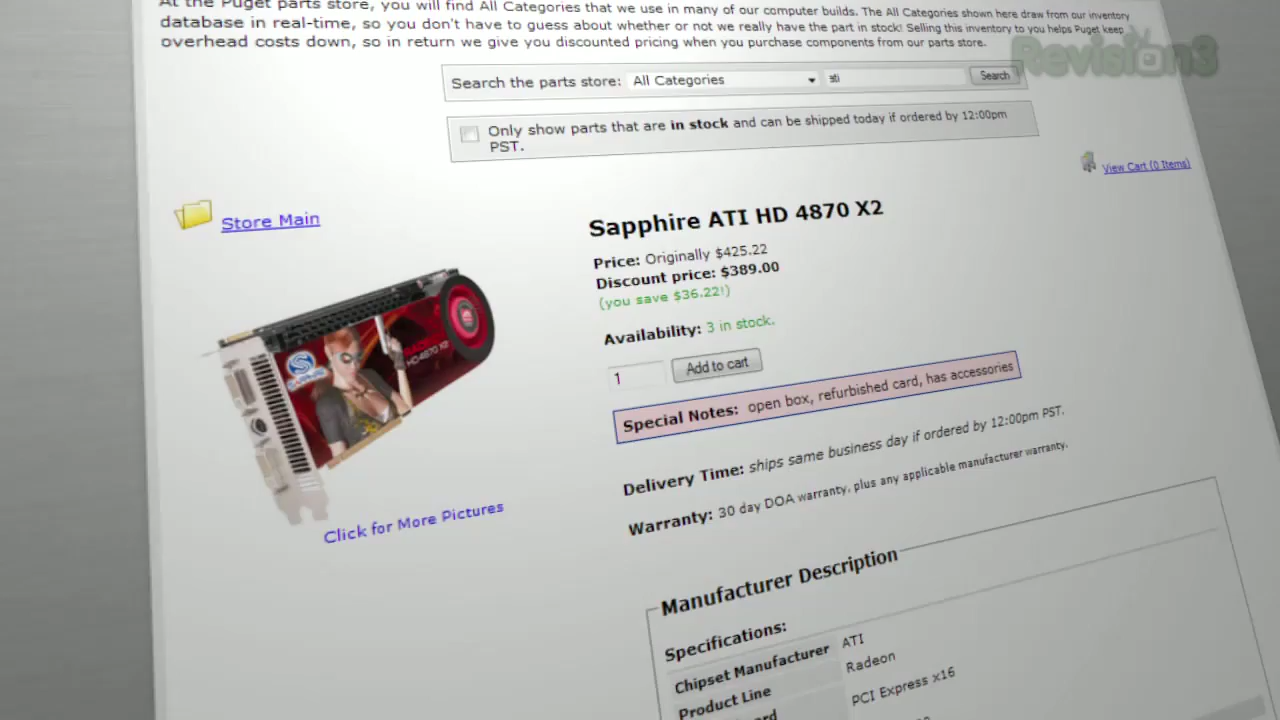 At the Puget parts store, you will find All Categories that we use in many of our computer builds. The All Categories shown here draw from our inventory
database in real-time, so you don't have to guess about whether or not we really have the part in stock! Selling this inventory to you helps Puget keep
overhead costs down, so in return we give you discounted pricing when you purchase components from our parts store.
Revision3
Search the parts store: All Categories ati Search
Only show parts that are in stock and can be shipped today if ordered by 12:00pm
PST.
View Cart (0 Items)
Store Main
Sapphire ATI HD 4870 X2
Price: Originally $425.22
Discount price: $389.00
(you save $36.22!)
Availability: 3 in stock.
1 Add to cart
Special Notes: open box, refurbished card, has accessories
Delivery Time: ships same business day if ordered by 12:00pm PST.
Warranty: 30 day DOA warranty, plus any applicable manufacturer warranty.
Click for More Pictures
HD4870 X2
Manufacturer Description
Specifications:
Chipset Manufacturer ATI
Product Line Radeon
PCI Express x16